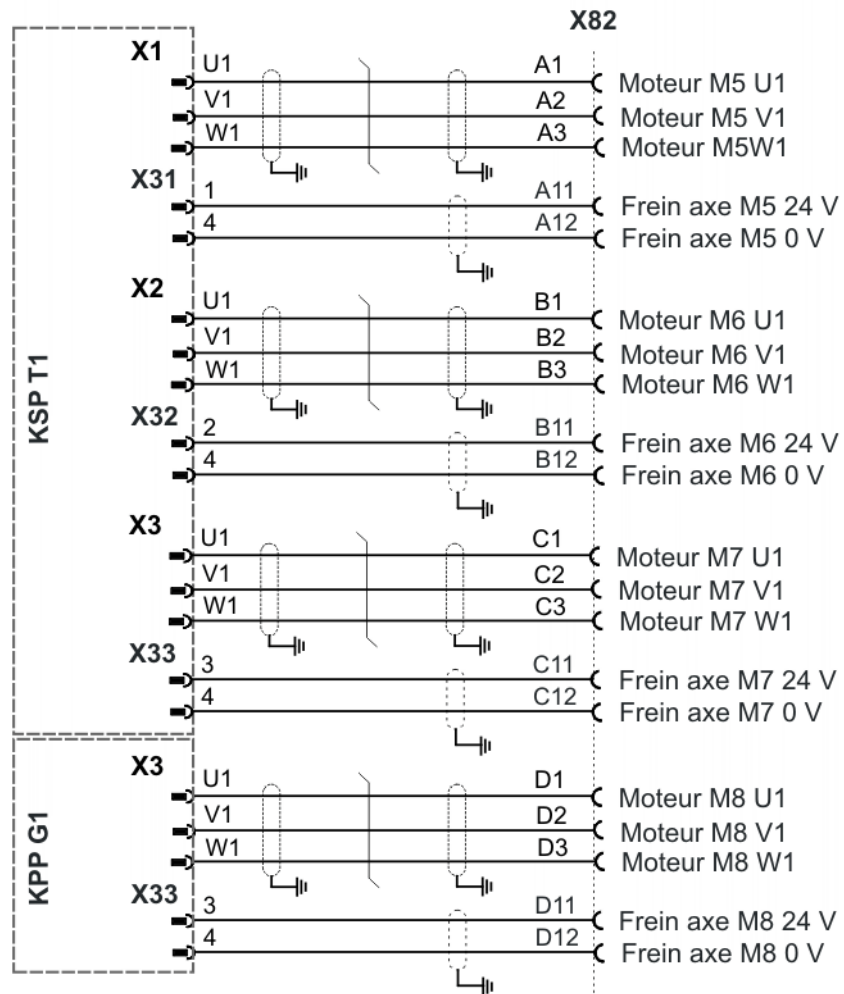 X82
X1
U1 A1 Moteur M5 U1
V1 A2 Moteur M5 V1
W1 A3 Moteur M5W1
X31
1 A11 Frein axe M5 24 V
4 A12 Frein axe M5 0 V
X2
U1 B1 Moteur M6 U1
V1 B2 Moteur M6 V1
W1 B3 Moteur M6 W1
KSP T1
X32
2 B11 Frein axe M6 24 V
4 B12 Frein axe M6 0 V
X3
U1 C1 Moteur M7 U1
V1 C2 Moteur M7 V1
W1 C3 Moteur M7 W1
X33
3 C11 Frein axe M7 24 V
4 C12 Frein axe M7 0 V
X3
U1 D1 Moteur M8 U1
V1 D2 Moteur M8 V1
W1 D3 Moteur M8 W1
KPP G1
X33
3 D11 Frein axe M8 24 V
4 D12 Frein axe M8 0 V